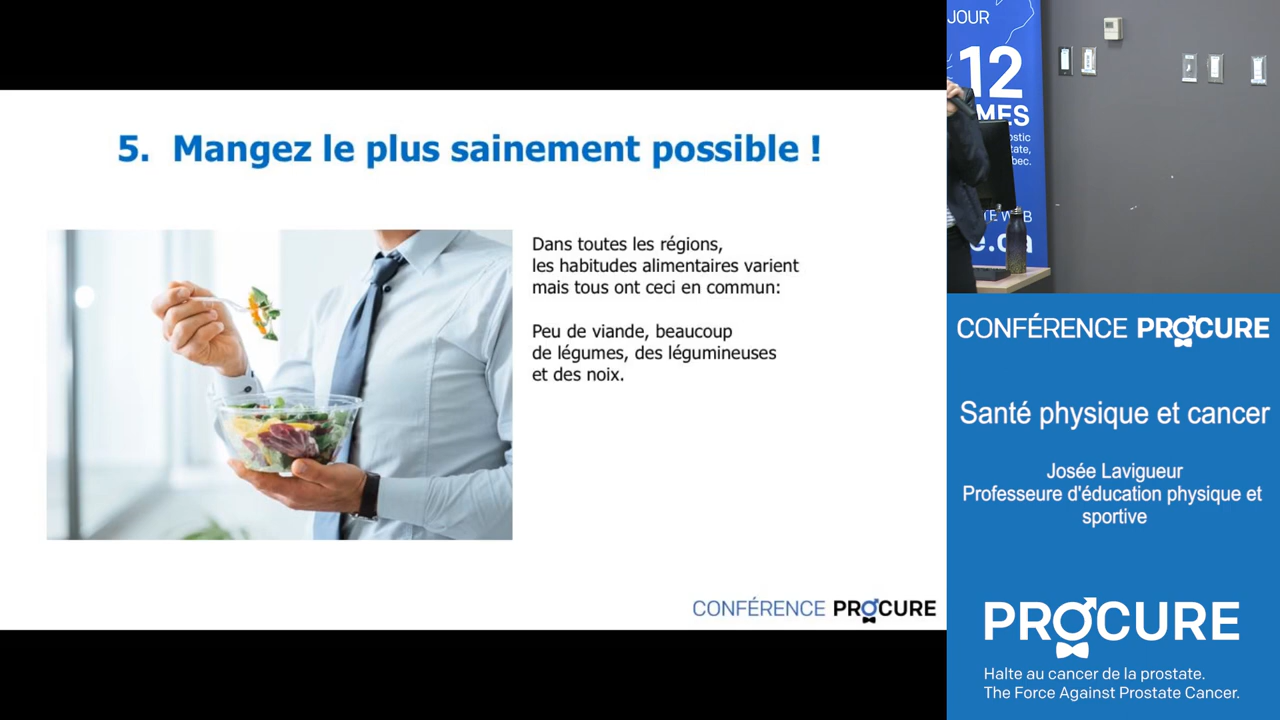 5. Mangez le plus sainement possible !
Dans toutes les régions,
les habitudes alimentaires varient
mais tous ont ceci en commun:
Peu de viande, beaucoup
de légumes, des légumineuses
et des noix.
CONFÉRENCE PROCURE
JOUR
12
MES
CONFÉRENCE PROCURE
Santé physique et cancer
Josée Lavigueur
Professeure d'éducation physique et
sportive
PROCURE
Halte au cancer de la prostate.
The Force Against Prostate Cancer.